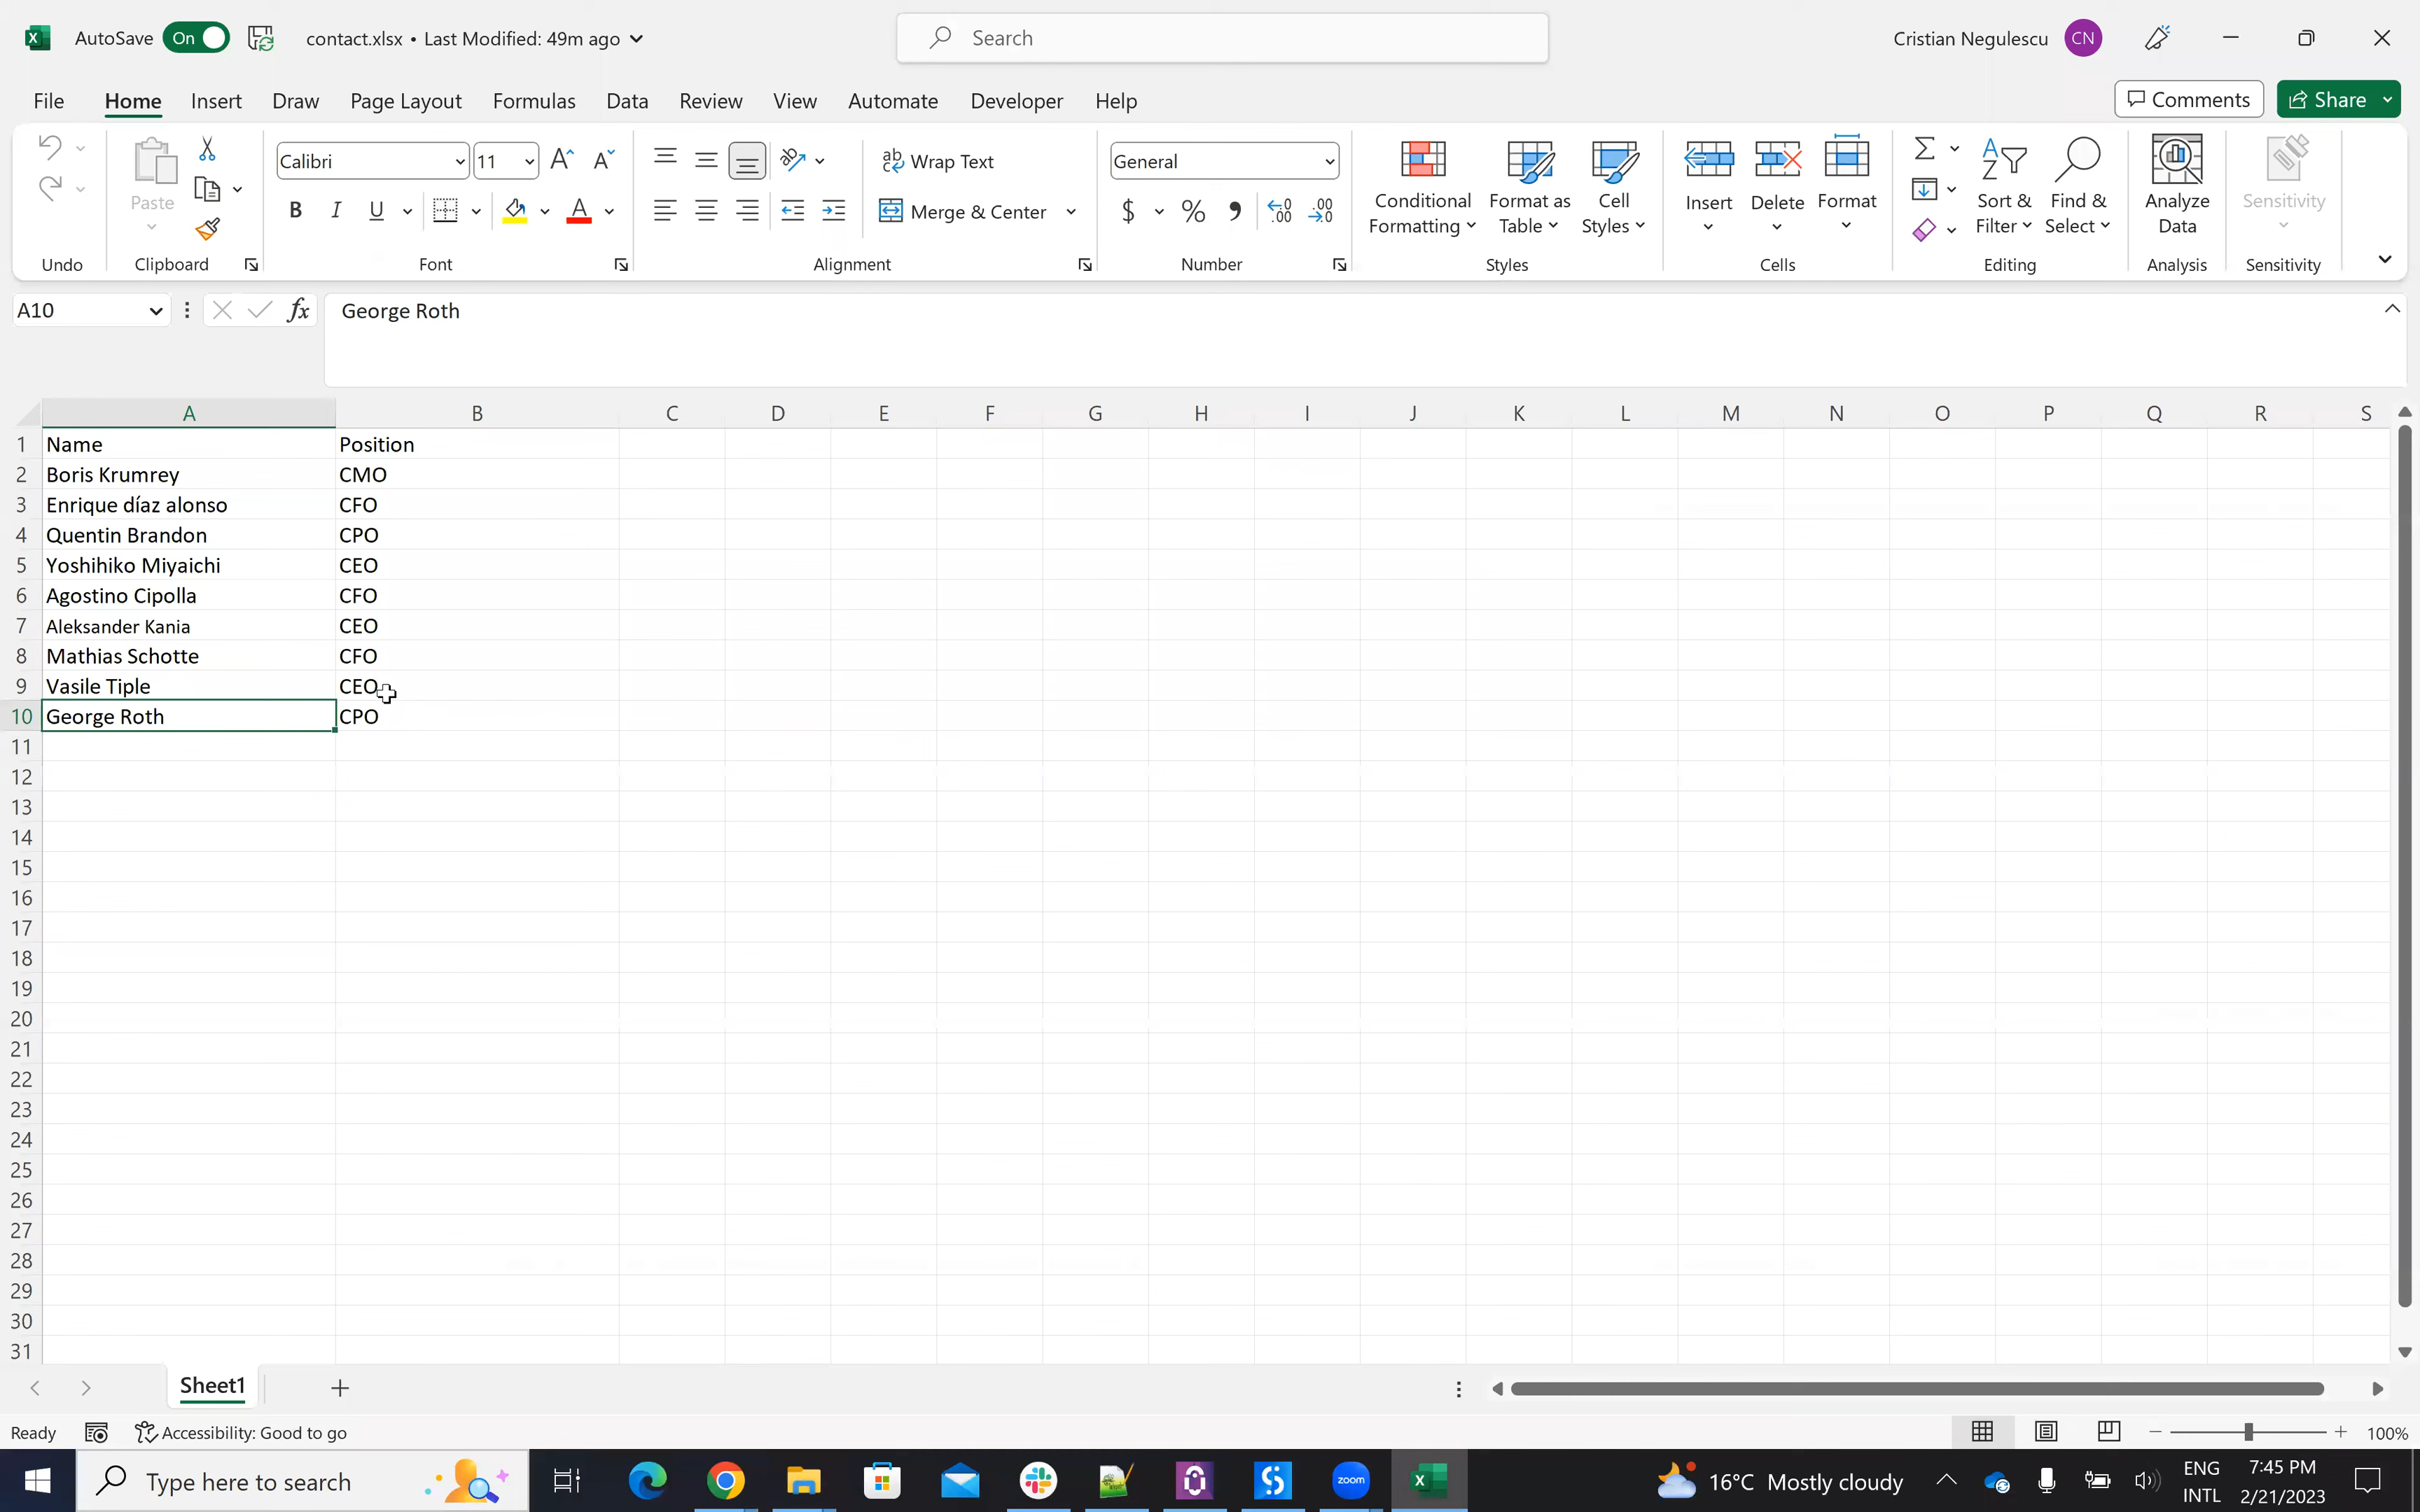 AutoSave On contact.xlsx • Last Modified: 49m ago Search Cristian Negulescu CN
File Home Insert Draw Page Layout Formulas Data Review View Automate Developer Help Comments Share
Paste Calibri 11 Wrap Text General Conditional Formatting Format as Table Cell Styles Insert Delete Format Sort & Filter Find & Select Analyze Data Sensitivity
B I U Merge & Center $ % 9 .00 .00
Undo Clipboard Font Alignment Number Styles Cells Editing Analysis Sensitivity
A10 fx George Roth
A B C D E F G H I J K L M N O P Q R S
1 Name Position
2 Boris Krumrey CMO
3 Enrique díaz alonso CFO
4 Quentin Brandon CPO
5 Yoshihiko Miyaichi CEO
6 Agostino Cipolla CFO
7 Aleksander Kania CEO
8 Mathias Schotte CFO
9 Vasile Tiple CEO
10 George Roth CPO
11
12
13
14
15
16
17
18
19
20
21
22
23
24
25
26
27
28
29
30
31
Sheet1
Ready Accessibility: Good to go 100%
Type here to search zoom 16°C Mostly cloudy ENG INTL 7:45 PM 2/21/2023